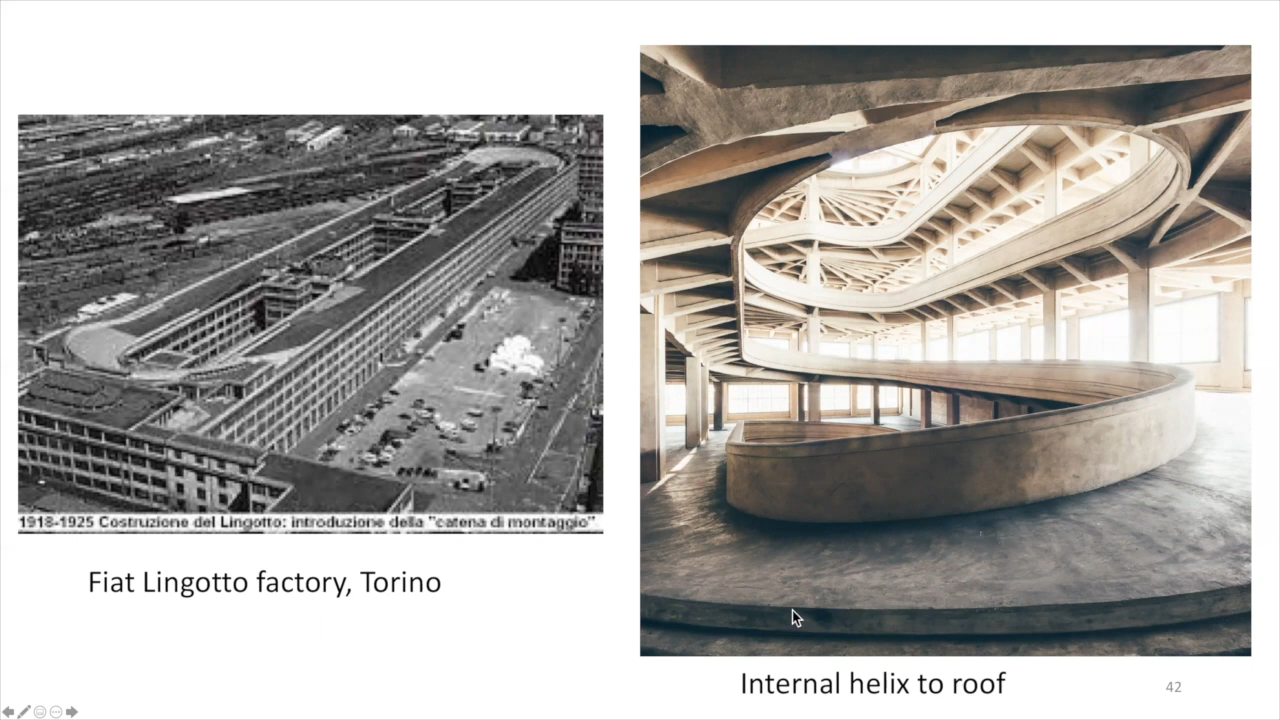 1918-1925 Costruzione del Lingotto: introduzione della "catena di montaggio"
Fiat Lingotto factory, Torino
Internal helix to roof
42